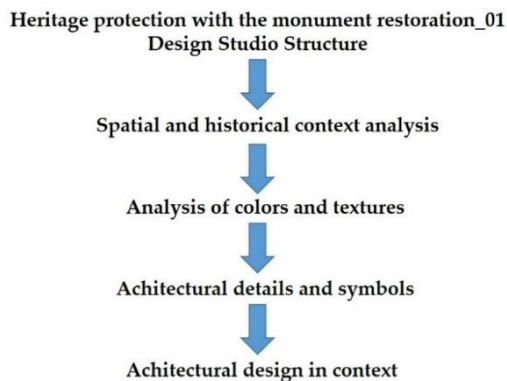 Heritage protection with the monument restoration_01
Design Studio Structure
Spatial and historical context analysis
Analysis of colors and textures
Achitectural details and symbols
Achitectural design in context